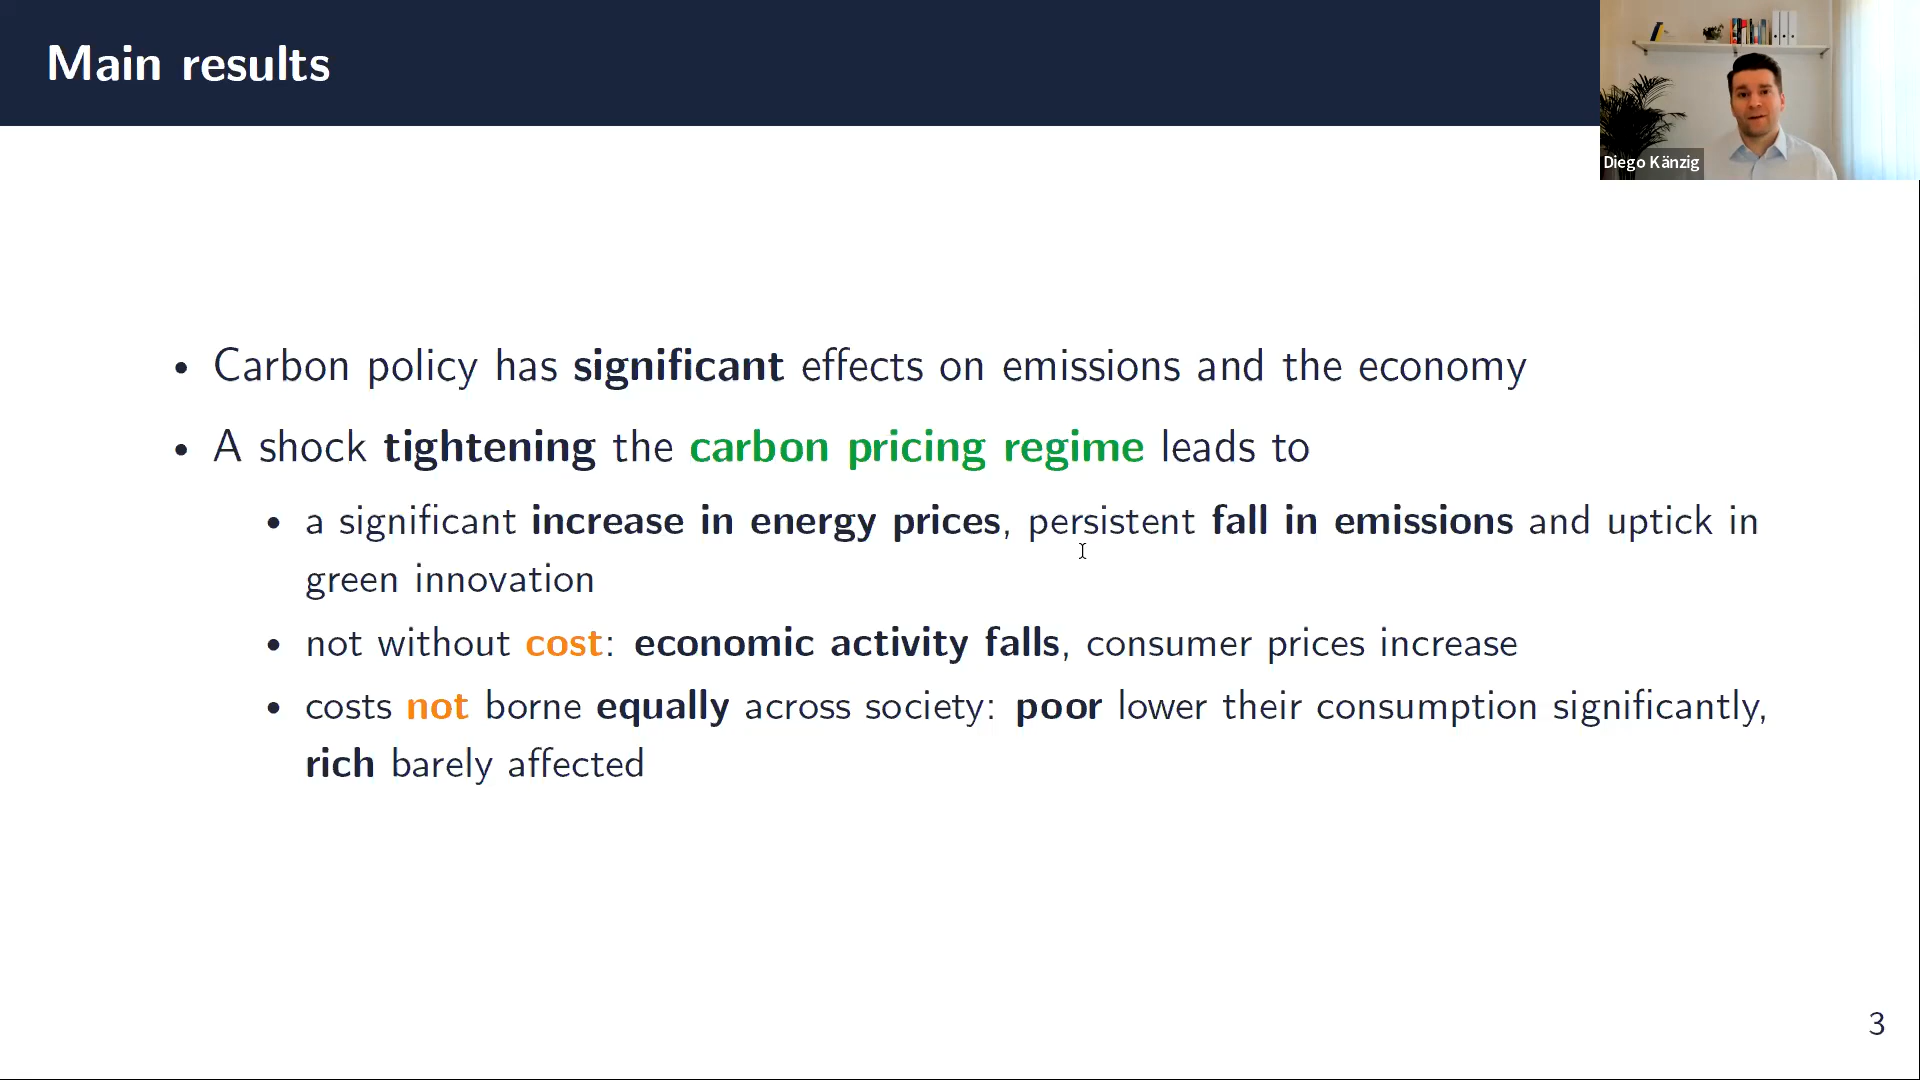 Main results
Diego Känzig
• Carbon policy has significant effects on emissions and the economy
• A shock tightening the carbon pricing regime leads to
• a significant increase in energy prices, persistent fall in emissions and uptick in
green innovation
• not without cost: economic activity falls, consumer prices increase
• costs not borne equally across society: poor lower their consumption significantly,
rich barely affected
3